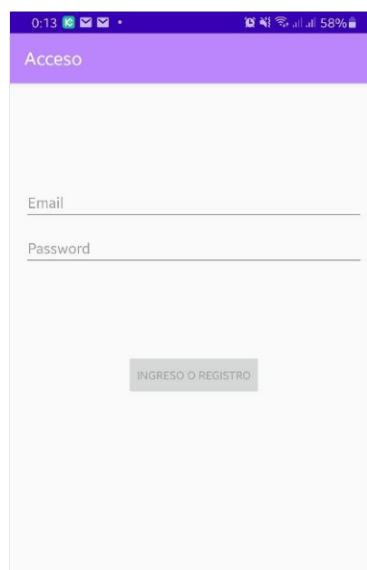 0:13 58%
Acceso
Email
Password
INGRESO O REGISTRO